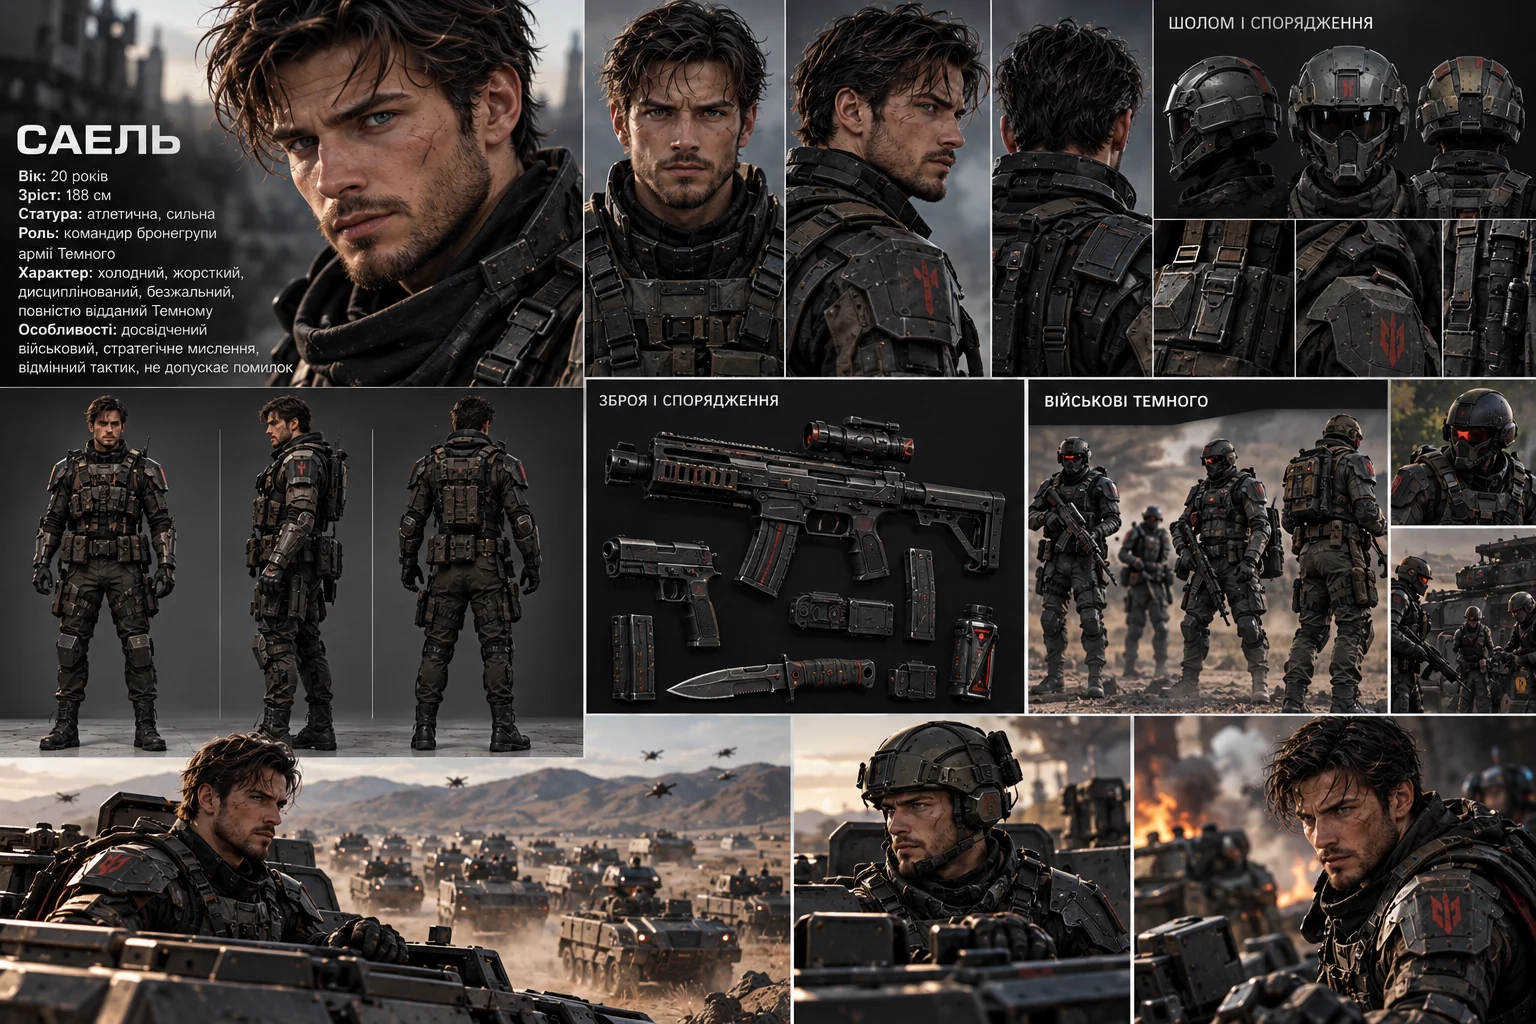 САЕЛЬ
Вік: 20 років
Зріст: 188 см
Статура: атлетична, сильна
Роль: командир бронегрупи
армії Темного
Характер: холодний, жорсткий,
дисциплінований, безжальний,
повністю відданий Темному
Особливості: досвідчений
військовий, стратегічне мислення,
відмінний тактик, не допускає помилок
ШОЛОМ І СПОРЯДЖЕННЯ
ЗБРОЯ І СПОРЯДЖЕННЯ
ВІЙСЬКОВІ ТЕМНОГО